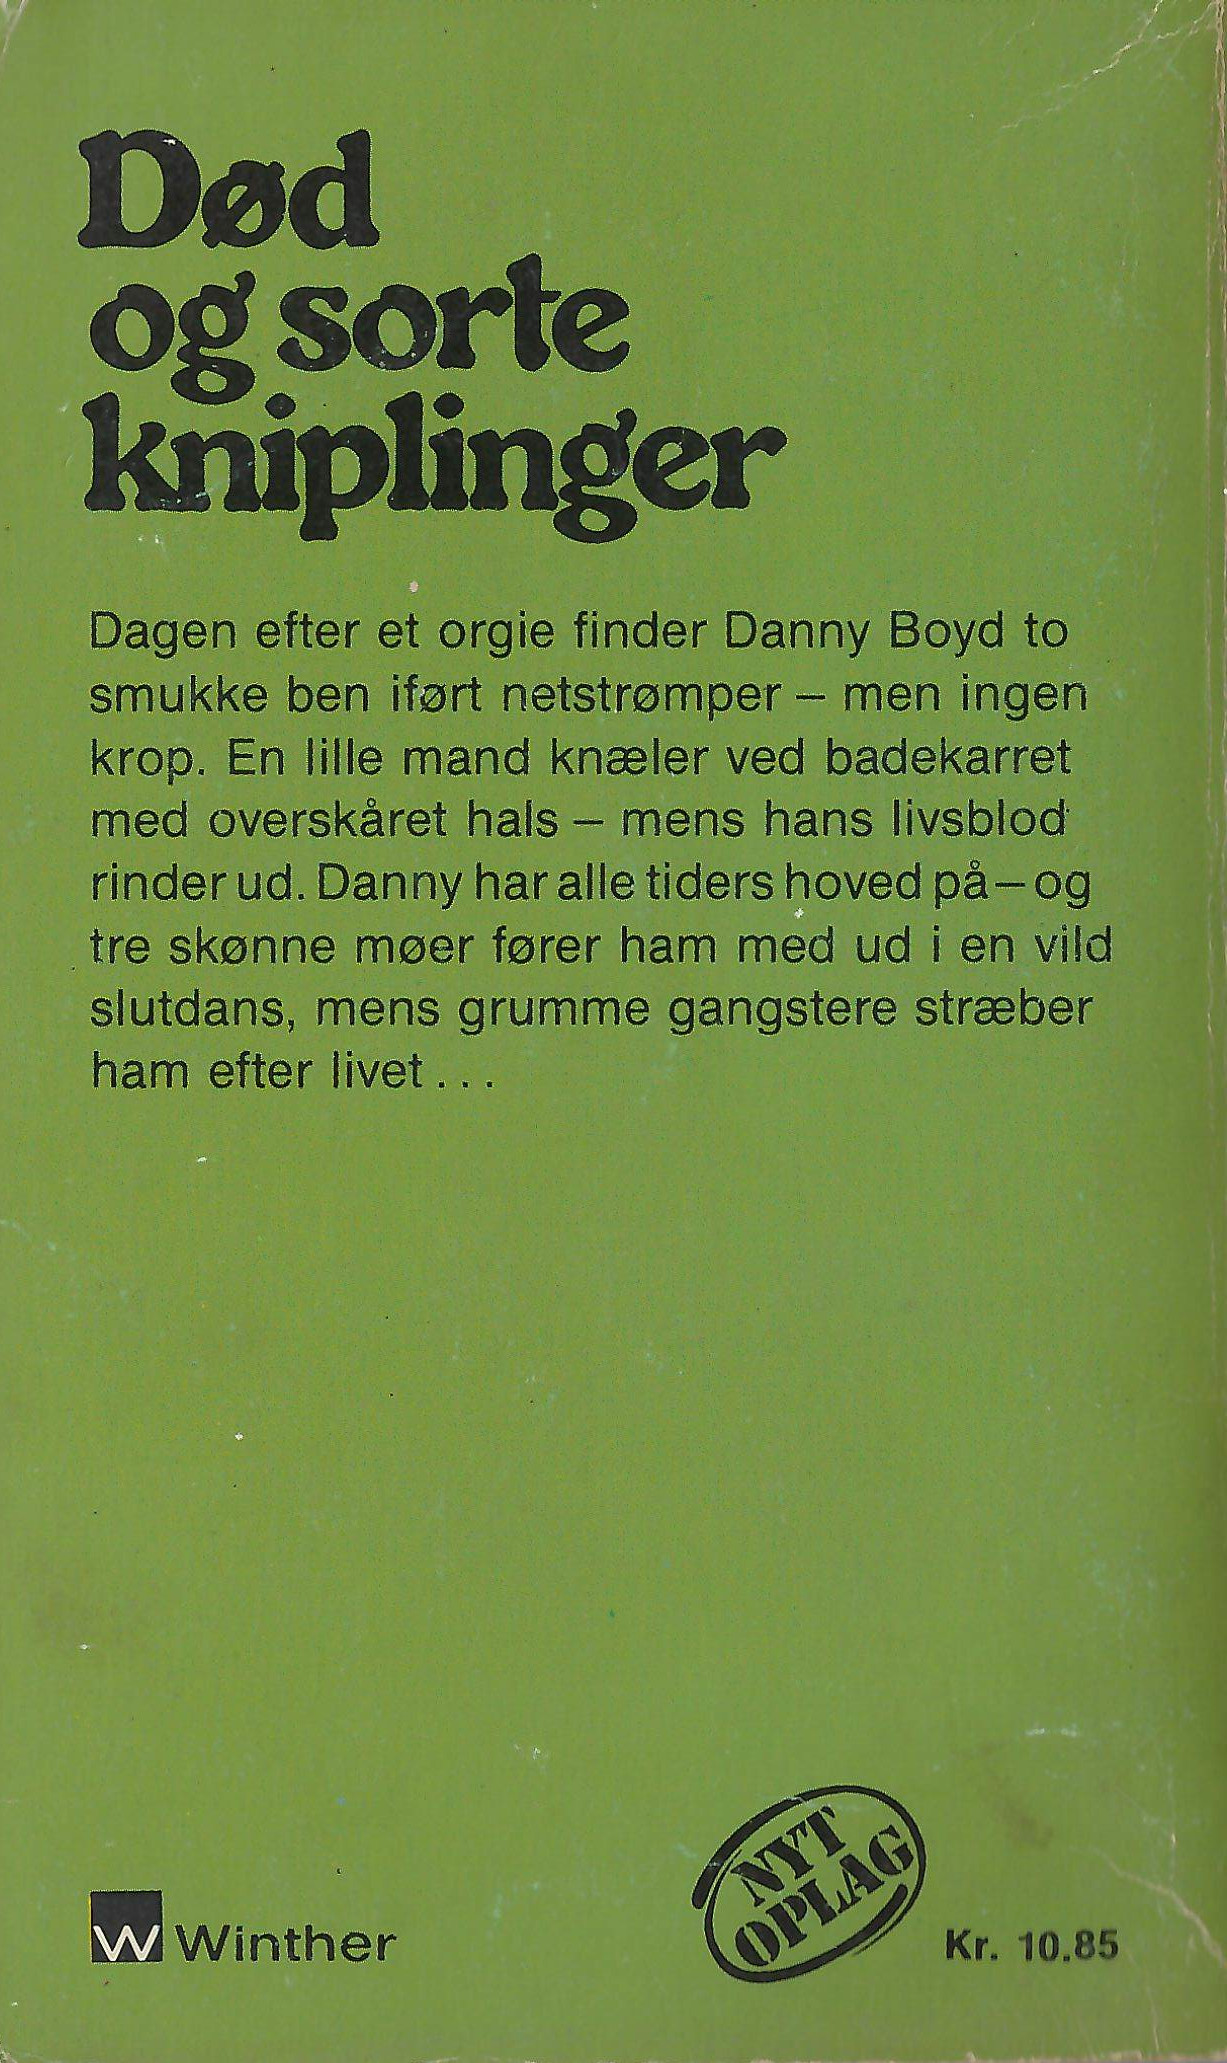 Død
og sorte
kniplinger
Dagen efter et orgie finder Danny Boyd to
smukke ben iført netstrømper – men ingen
krop. En lille mand knæler ved badekarret
med overskåret hals – mens hans livsblod
rinder ud. Danny har alle tiders hoved på – og
tre skønne møer fører ham med ud i en vild
slutdans, mens grumme gangstere stræber
ham efter livet . . .
NYT
OPLAG
W Winther
Kr. 10.85